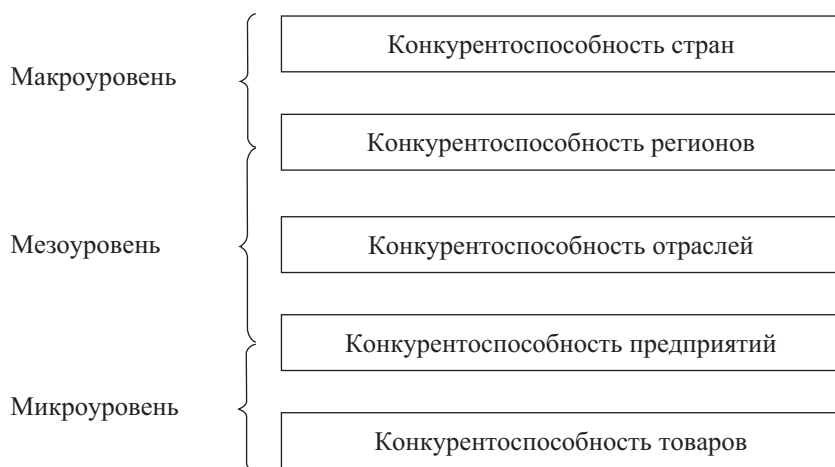 Конкурентоспособность стран
Макроуровень
Конкурентоспособность регионов
Мезоуровень
Конкурентоспособность отраслей
Конкурентоспособность предприятий
Микроуровень
Конкурентоспособность товаров